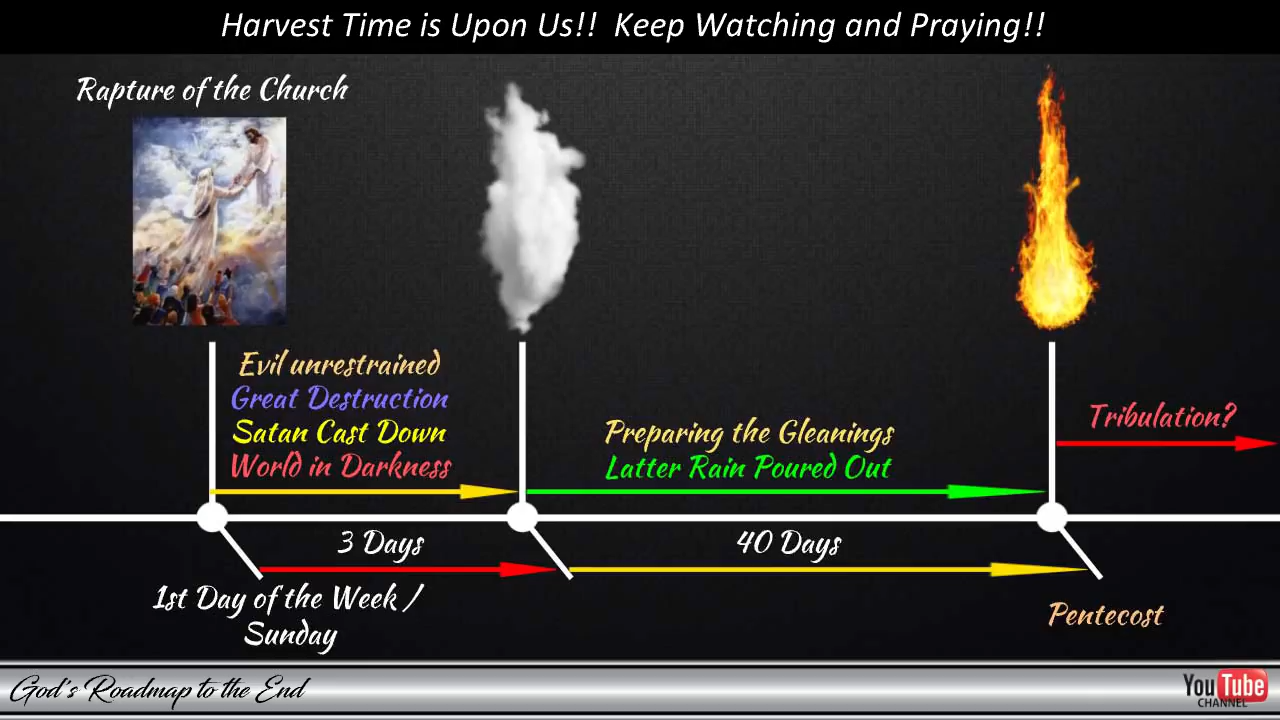 Harvest Time is Upon Us!! Keep Watching and Praying!!
Rapture of the Church
Evil unrestrained
Great Destruction
Satan Cast Down
World in Darkness
Preparing the Gleanings
Latter Rain Poured Out
Tribulation?
3 Days
40 Days
1st Day of the Week /
Sunday
Pentecost
God's Roadmap to the End
YouTube
CHANNEL